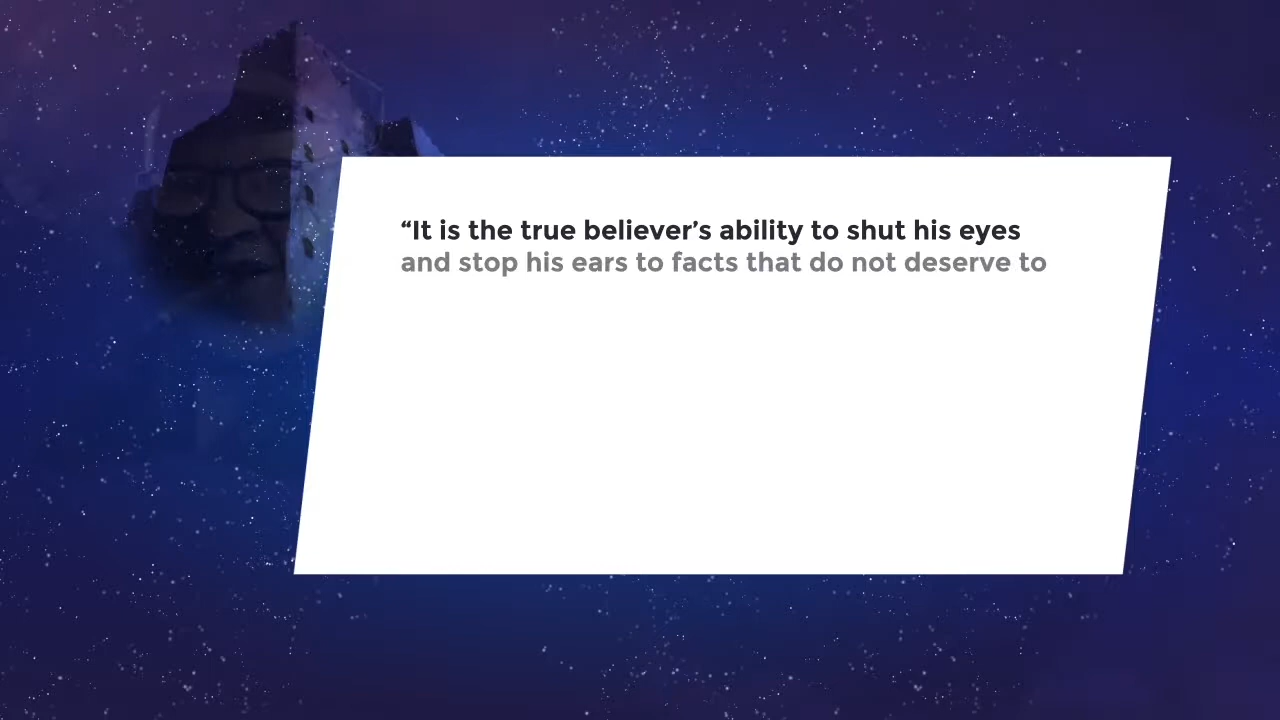 “It is the true believer’s ability to shut his eyes
and stop his ears to facts that do not deserve to